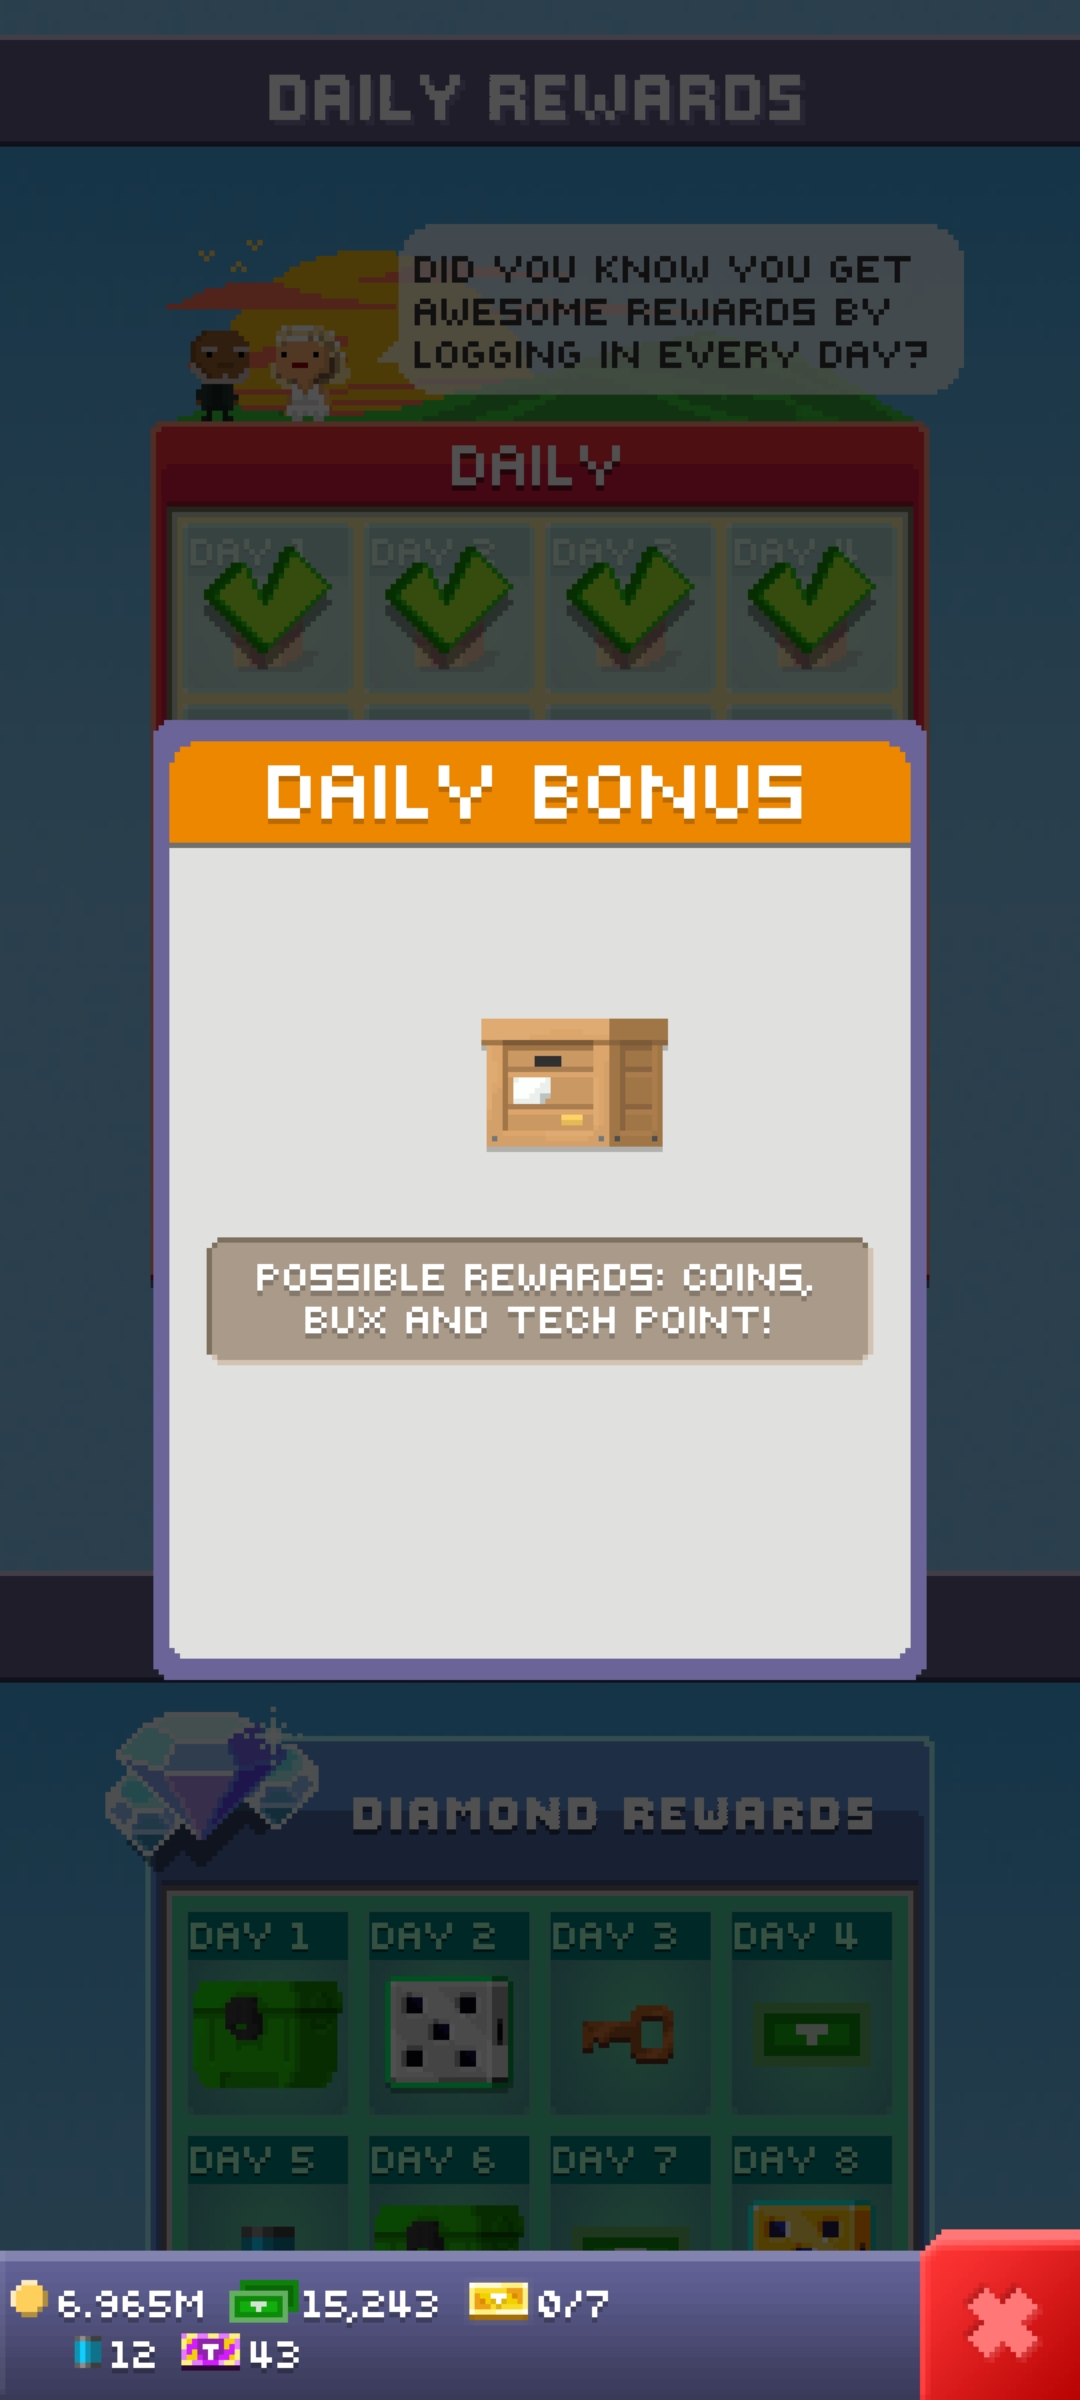 DAILY REWARDS
DID YOU KNOW YOU GET
AWESOME REWARDS BY
LOGGING IN EVERY DAY?
DAILY
DAY 1 DAY 2 DAY 3 DAY 4
DAILY BONUS
POSSIBLE REWARDS: COINS,
BUX AND TECH POINT!
DIAMOND REWARDS
DAY 1 DAY 2 DAY 3 DAY 4
DAY 5 DAY 6 DAY 7 DAY 8
6.965M 15,243 0/7
12 43